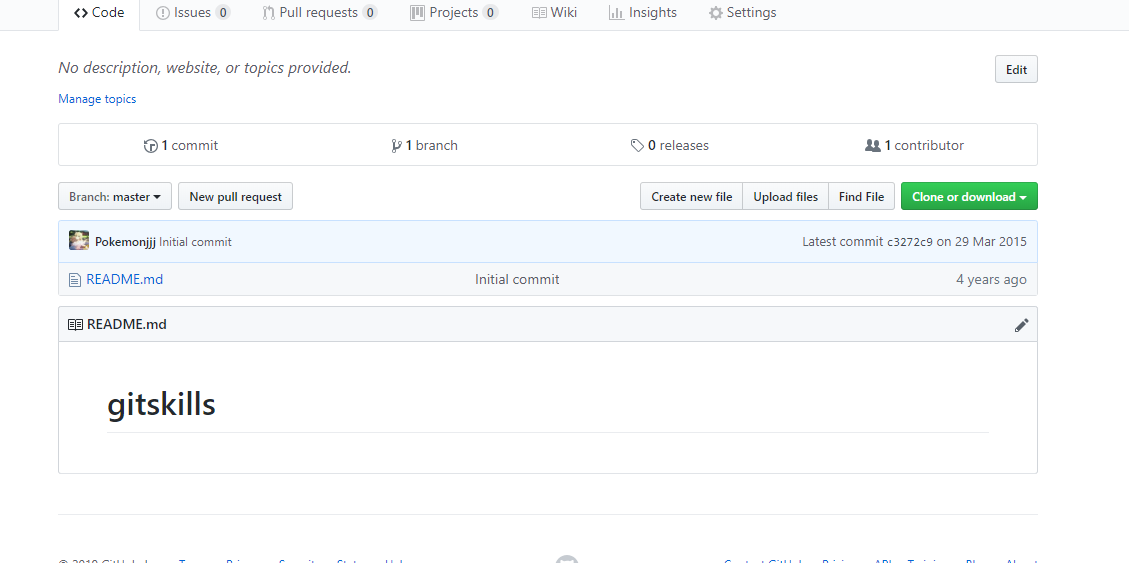 Code Issues 0 Pull requests 0 Projects 0 Wiki Insights Settings
No description, website, or topics provided. Edit
Manage topics
1 commit 1 branch 0 releases 1 contributor
Branch: master New pull request Create new file Upload files Find File Clone or download
Pokemonjjj Initial commit Latest commit c3272c9 on 29 Mar 2015
README.md Initial commit 4 years ago
README.md
gitskills